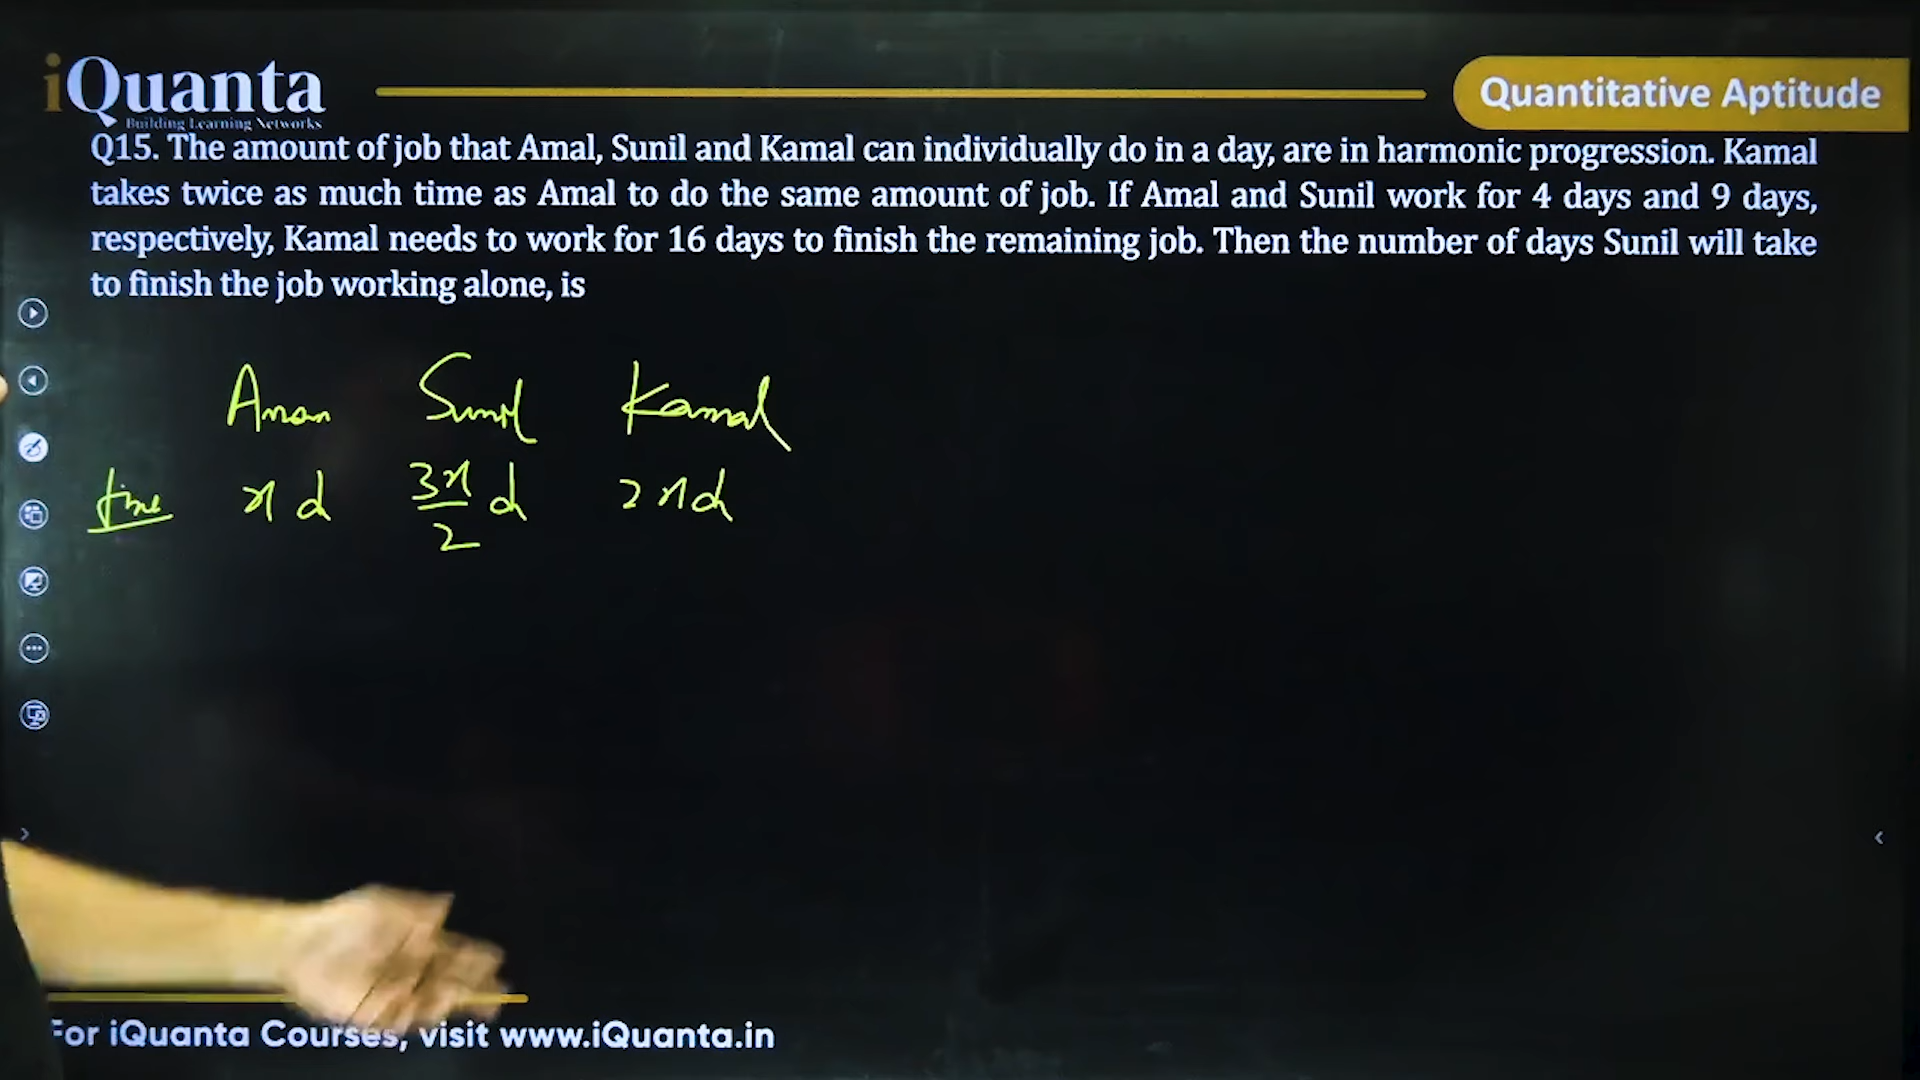 iQuanta
Building Learning Networks
Quantitative Aptitude
Q15. The amount of job that Amal, Sunil and Kamal can individually do in a day, are in harmonic progression. Kamal
takes twice as much time as Amal to do the same amount of job. If Amal and Sunil work for 4 days and 9 days,
respectively, Kamal needs to work for 16 days to finish the remaining job. Then the number of days Sunil will take
to finish the job working alone, is
Aman Sunil Kamal
time x d 3x/2 d 2xd
For iQuanta Courses, visit www.iQuanta.in